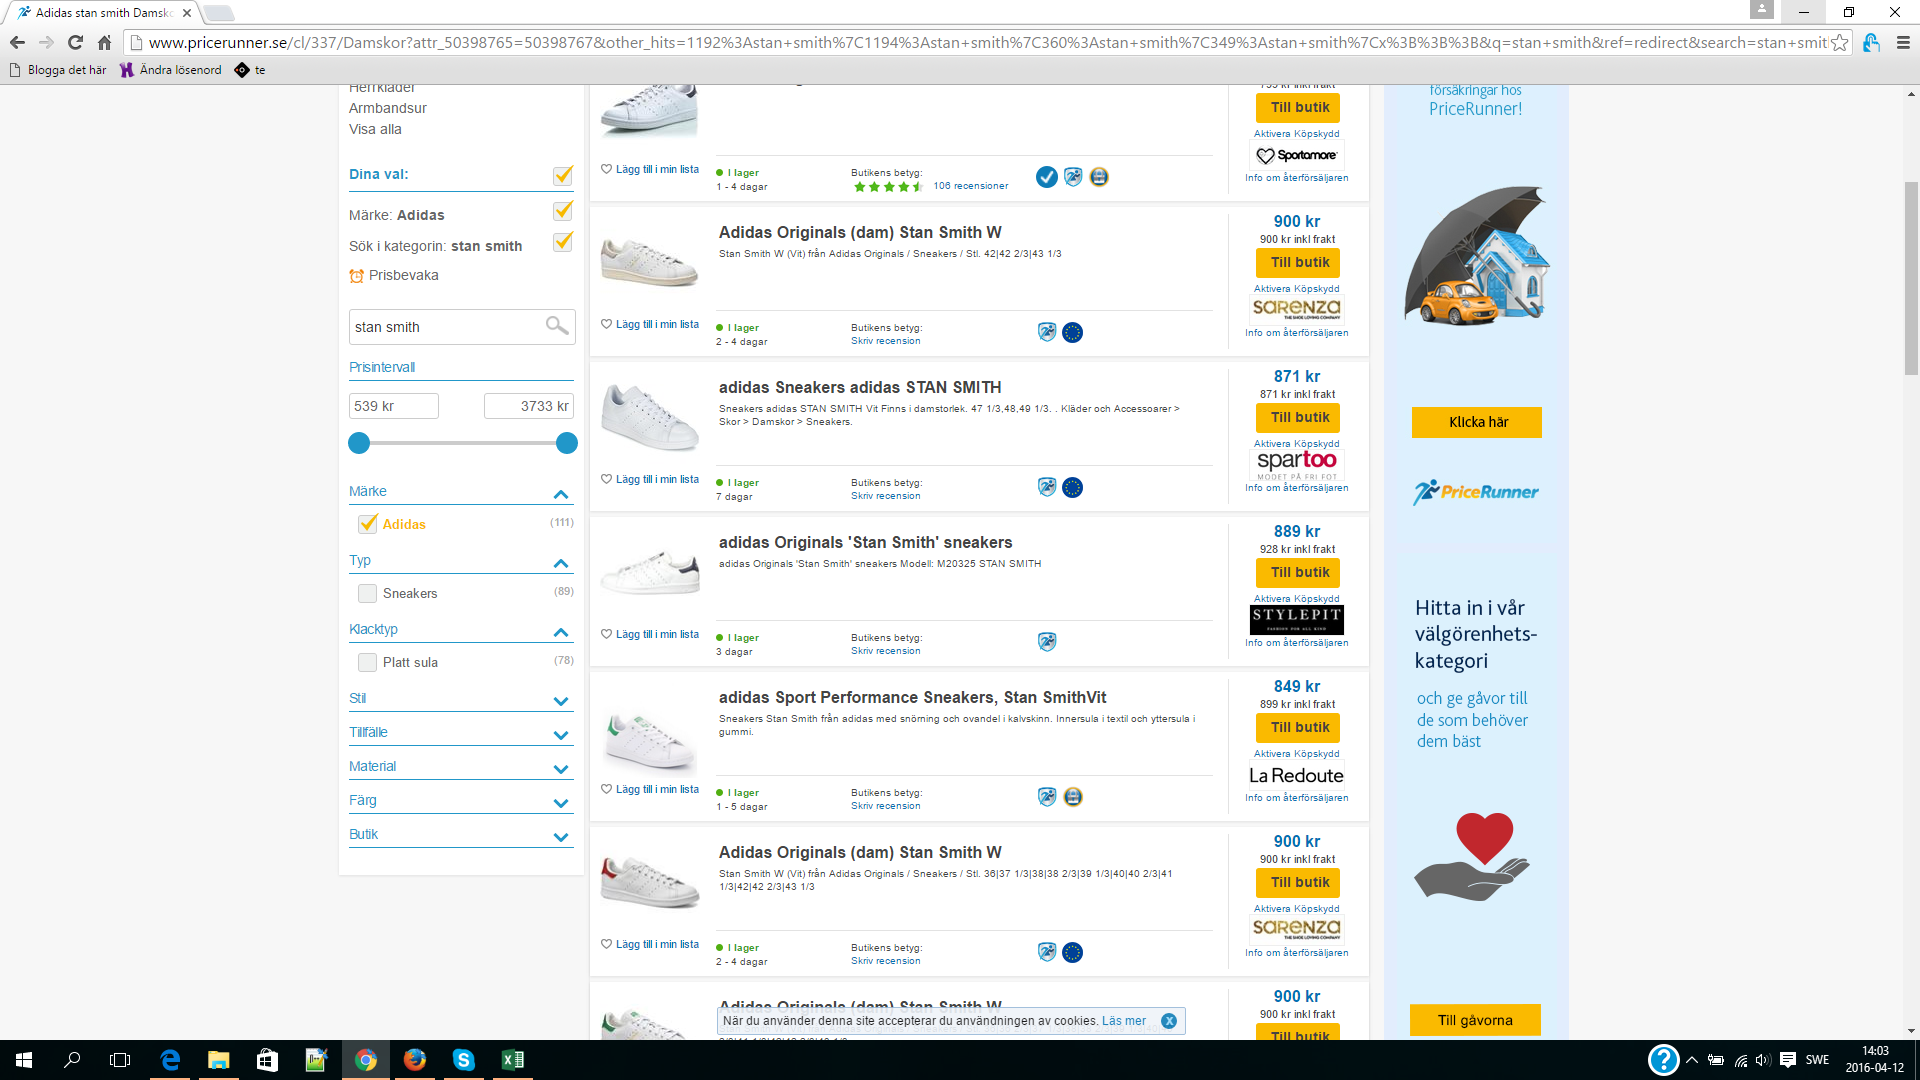 Adidas stan smith Damsk
www.pricerunner.se/cl/337/Damskor?attr_50398765=50398767&other_hits=1192%3Astan+smith%7C1194%3Astan+smith%7C360%3Astan+smith%7C349%3Astan+smith%7Cx%3B%3B%3B&q=stan+smith&ref=redirect&search=stan+smit
Blogga det här
Ändra lösenord
te
Herrkläder
Armbandsur
Visa alla
Dina val:
Märke: Adidas
Sök i kategorin: stan smith
Prisbevaka
stan smith
Prisintervall
539 kr
3733 kr
Märke
Adidas (111)
Typ
Sneakers (89)
Klacktyp
Platt sula (78)
Stil
Tillfälle
Material
Färg
Butik
Lägg till i min lista
I lager
1 - 4 dagar
Butikens betyg:
106 recensioner
inkl frakt
Till butik
Aktivera Köpskydd
Sportamore
Info om återförsäljaren
Adidas Originals (dam) Stan Smith W
Stan Smith W (Vit) från Adidas Originals / Sneakers / Stl. 42|42 2/3|43 1/3
Lägg till i min lista
I lager
2 - 4 dagar
Butikens betyg:
Skriv recension
900 kr
900 kr inkl frakt
Till butik
Aktivera Köpskydd
SARENZA
THE SHOE LOVING COMPANY
Info om återförsäljaren
adidas Sneakers adidas STAN SMITH
Sneakers adidas STAN SMITH Vit Finns i damstorlek. 47 1/3,48,49 1/3. . Kläder och Accessoarer >
Skor > Damskor > Sneakers.
Lägg till i min lista
I lager
7 dagar
Butikens betyg:
Skriv recension
871 kr
871 kr inkl frakt
Till butik
Aktivera Köpskydd
spartoo
MODET PÅ FRI FOT
Info om återförsäljaren
adidas Originals 'Stan Smith' sneakers
adidas Originals 'Stan Smith' sneakers Modell: M20325 STAN SMITH
Lägg till i min lista
I lager
3 dagar
Butikens betyg:
Skriv recension
889 kr
928 kr inkl frakt
Till butik
Aktivera Köpskydd
STYLEPIT
FASHION FOR ALL KIND
Info om återförsäljaren
adidas Sport Performance Sneakers, Stan SmithVit
Sneakers Stan Smith från adidas med snörning och ovandel i kalvskinn. Innersula i textil och yttersula i
gummi.
Lägg till i min lista
I lager
1 - 5 dagar
Butikens betyg:
Skriv recension
849 kr
899 kr inkl frakt
Till butik
Aktivera Köpskydd
La Redoute
Info om återförsäljaren
Adidas Originals (dam) Stan Smith W
Stan Smith W (Vit) från Adidas Originals / Sneakers / Stl. 36|37 1/3|38|38 2/3|39 1/3|40|40 2/3|41
1/3|42|42 2/3|43 1/3
Lägg till i min lista
I lager
2 - 4 dagar
Butikens betyg:
Skriv recension
900 kr
900 kr inkl frakt
Till butik
Aktivera Köpskydd
SARENZA
THE SHOE LOVING COMPANY
Info om återförsäljaren
Adidas Originals (dam) Stan Smith W
900 kr
900 kr inkl frakt
Till butik
När du använder denna site accepterar du användningen av cookies. Läs mer X
försäkringar hos
PriceRunner!
Klicka här
PriceRunner
Hitta in i vår
välgörenhets-
kategori
och ge gåvor till
de som behöver
dem bäst
Till gåvorna
SWE
14:03
2016-04-12